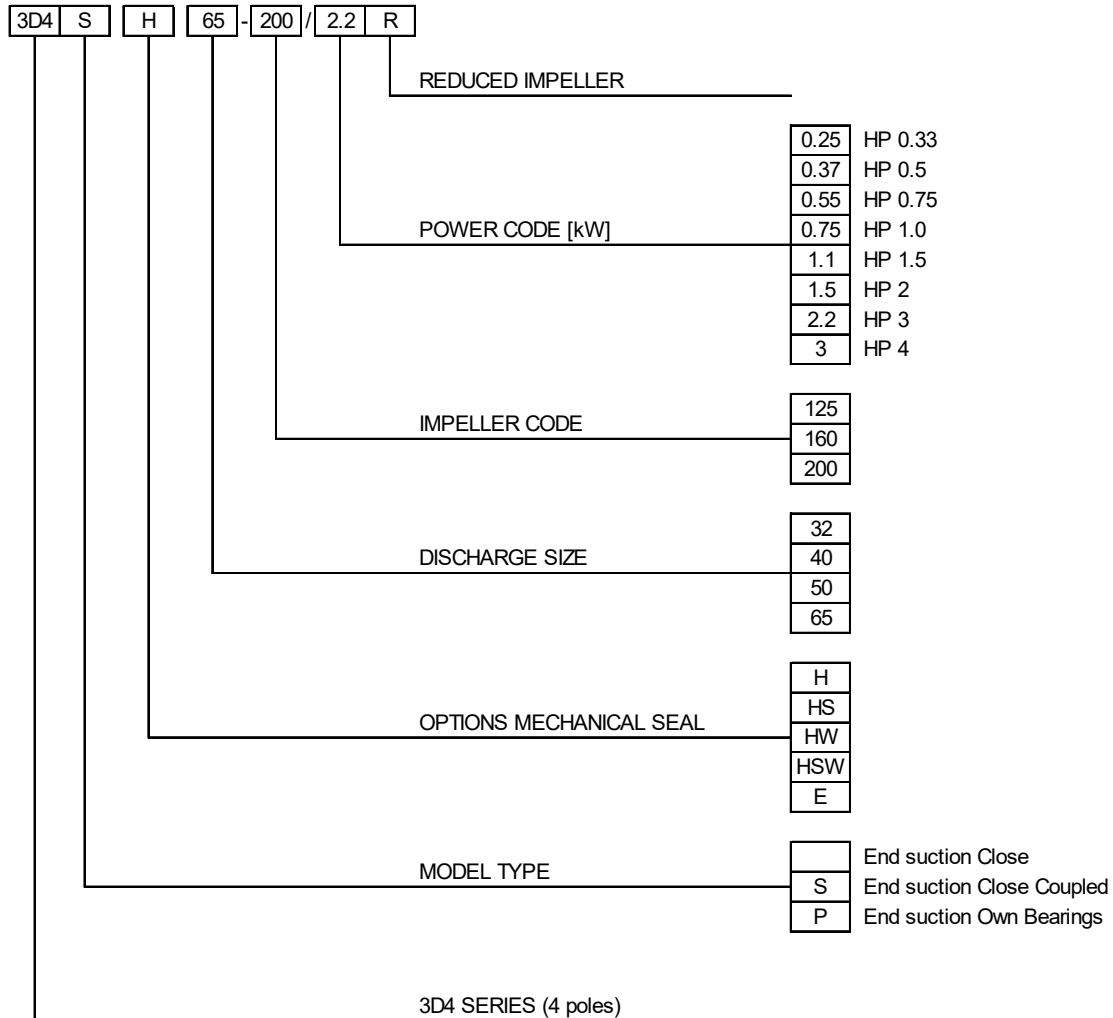 3D4 S H 65 - 200 / 2.2 R
REDUCED IMPELLER
0.25 HP 0.33
0.37 HP 0.5
0.55 HP 0.75
POWER CODE [kW] 0.75 HP 1.0
1.1 HP 1.5
1.5 HP 2
2.2 HP 3
3 HP 4
125
IMPELLER CODE 160
200
32
DISCHARGE SIZE 40
50
65
H
HS
OPTIONS MECHANICAL SEAL HW
HSW
E
End suction Close
MODEL TYPE S End suction Close Coupled
P End suction Own Bearings
3D4 SERIES (4 poles)